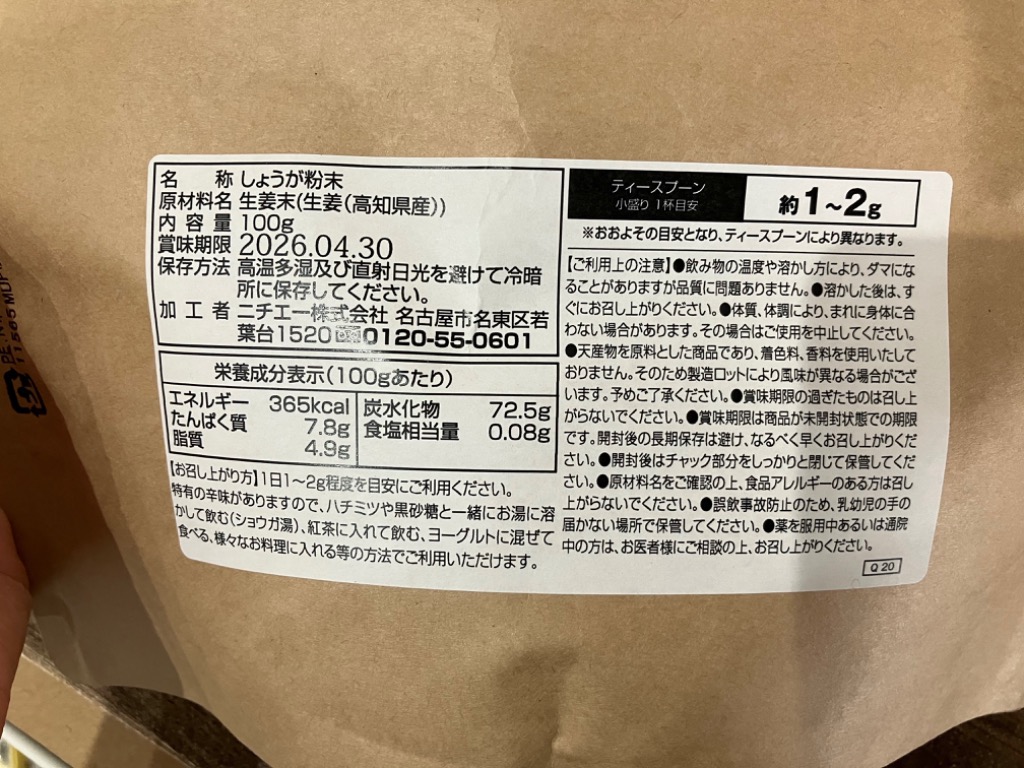 名　　称 しょうが粉末
原材料名 生姜末(生姜(高知県産))
内 容 量 100g
賞味期限 2026.04.30
保存方法 高温多湿及び直射日光を避けて冷暗
所に保存してください。
加 工 者 ニチエー株式会社 名古屋市名東区若
葉台1520 0120-55-0601
栄養成分表示(100gあたり)
エネルギー 365kcal 炭水化物 72.5g
たんぱく質 7.8g 食塩相当量 0.08g
脂質 4.9g
【お召し上がり方】1日1～2g程度を目安にご利用ください。
特有の辛味がありますので、ハチミツや黒砂糖と一緒にお湯に溶
かして飲む(ショウガ湯)、紅茶に入れて飲む、ヨーグルトに混ぜて
食べる、様々なお料理に入れる等の方法でご利用いただけます。
ティースプーン
小盛り 1杯目安
約1～2g
※おおよその目安となり、ティースプーンにより異なります。
【ご利用上の注意】●飲み物の温度や溶かし方により、ダマにな
ることがありますが品質に問題ありません。●溶かした後は、す
ぐにお召し上がりください。●体質、体調により、まれに身体に合
わない場合があります。その場合はご使用を中止してください。
●天産物を原料とした商品であり、着色料、香料を使用いたして
おりません。そのため製造ロットにより風味が異なる場合がござ
います。予めご了承ください。●賞味期限の過ぎたものは召し上
がらないでください。●賞味期限は商品が未開封状態での期限
です。開封後の長期保存は避け、なるべく早くお召し上がりくだ
さい。●開封後はチャック部分をしっかりと閉じて保管してくだ
さい。●原材料名をご確認の上、食品アレルギーのある方は召し
上がらないでください。●誤飲事故防止のため、乳幼児の手の
届かない場所で保管してください。●薬を服用中あるいは通院
中の方は、お医者様にご相談の上、お召し上がりください。
Q 20